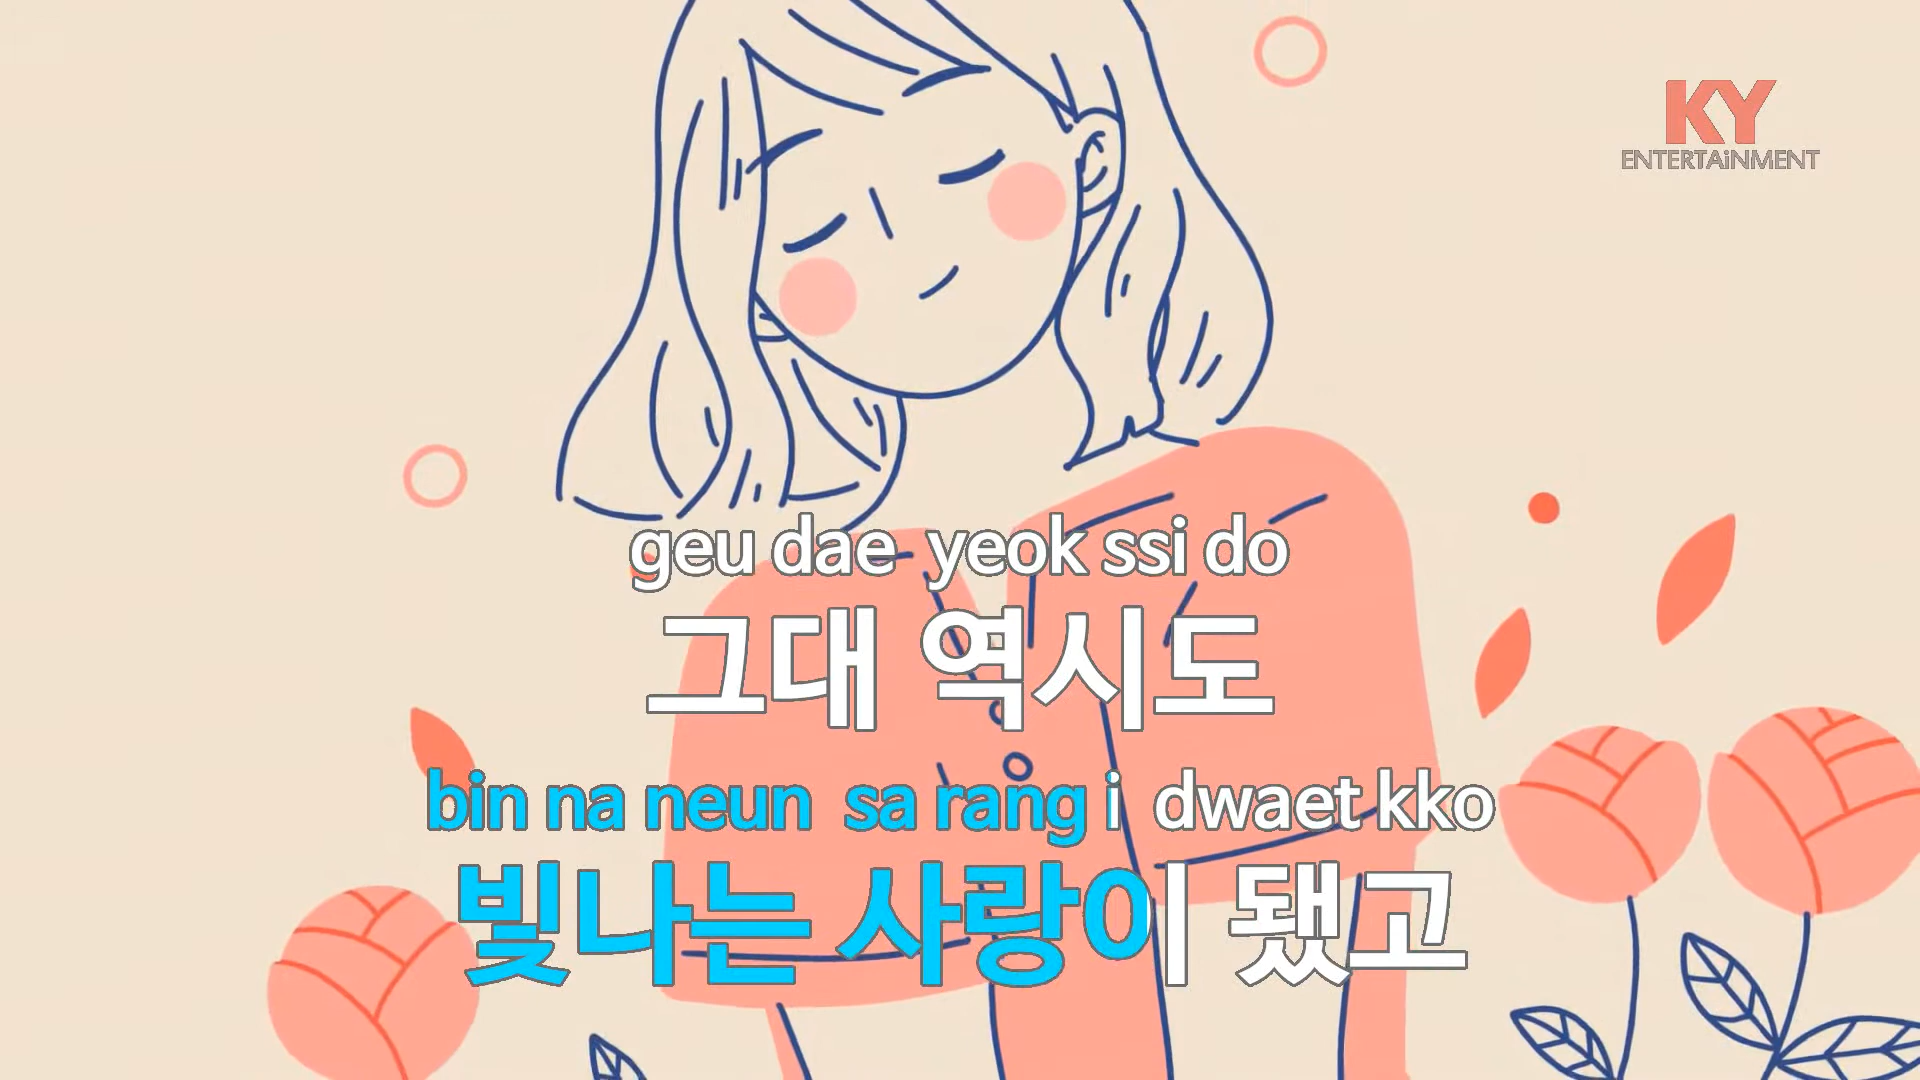 KY
ENTERTAiNMENT
geu dae yeok ssi do
그대 역시도
bin na neun sa rang i dwaet kko
빛나는 사랑이 됐고